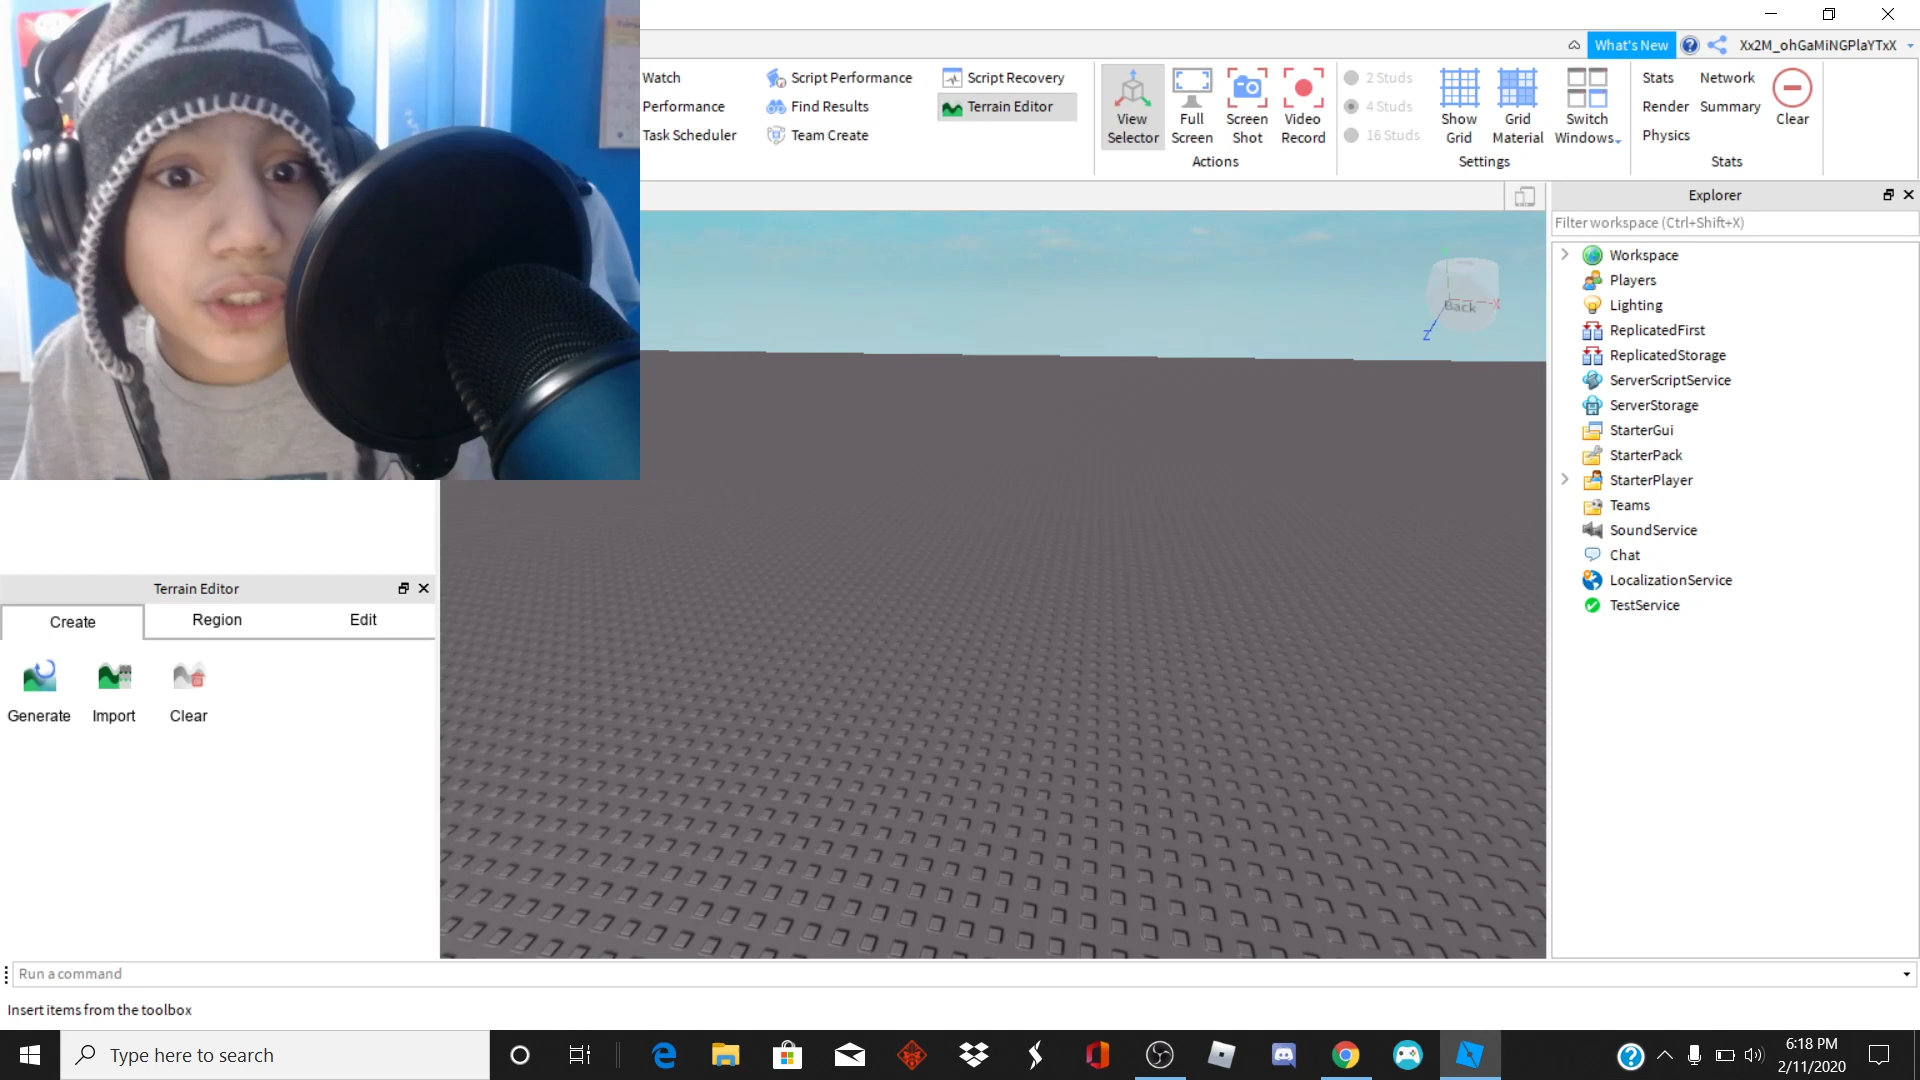 What's New
Xx2M_ohGaMiNGPlaYTxX
Watch
Script Performance
Script Recovery
Performance
Find Results
Terrain Editor
Task Scheduler
Team Create
View Selector
Full Screen
Screen Shot
Video Record
Actions
2 Studs
4 Studs
16 Studs
Show Grid
Grid Material
Switch Windows
Settings
Stats
Network
Render
Summary
Physics
Clear
Stats
Explorer
Filter workspace (Ctrl+Shift+X)
Workspace
Players
Lighting
ReplicatedFirst
ReplicatedStorage
ServerScriptService
ServerStorage
StarterGui
StarterPack
StarterPlayer
Teams
SoundService
Chat
LocalizationService
TestService
Back
X
Z
Terrain Editor
Create
Region
Edit
Generate
Import
Clear
Run a command
Insert items from the toolbox
Type here to search
6:18 PM
2/11/2020